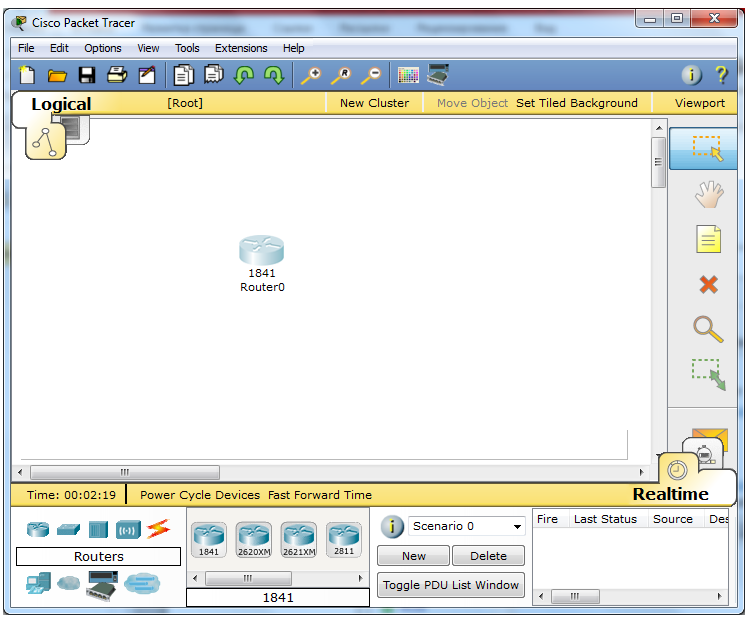 Cisco Packet Tracer
File Edit Options View Tools Extensions Help
Logical [Root] New Cluster Move Object Set Tiled Background Viewport
1841
Router0
Time: 00:02:19 Power Cycle Devices Fast Forward Time Realtime
Routers
1841 2620XM 2621XM 2811
1841
Scenario 0
New Delete
Toggle PDU List Window
Fire Last Status Source Des